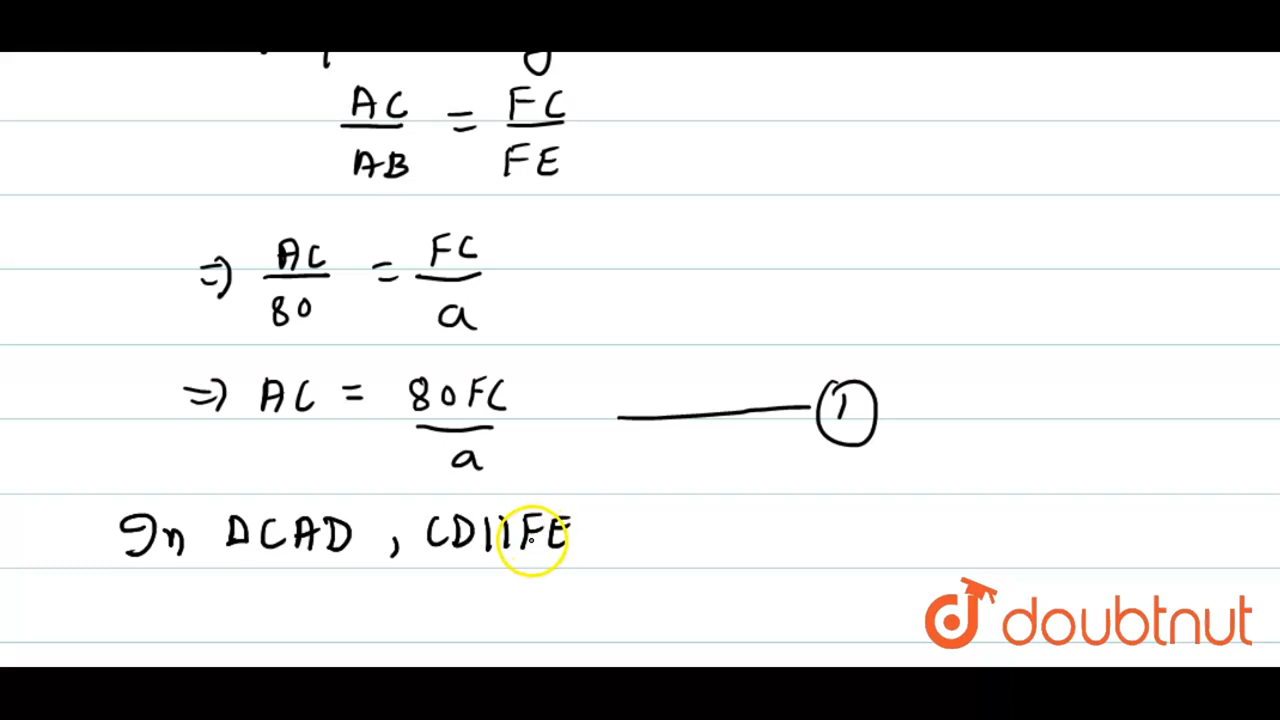 AC/AB = FC/FE
⇒ AC/80 = FC/a
⇒ AC = 80FC/a ——— ①
In ΔCAD, CD||FE
doubtnut